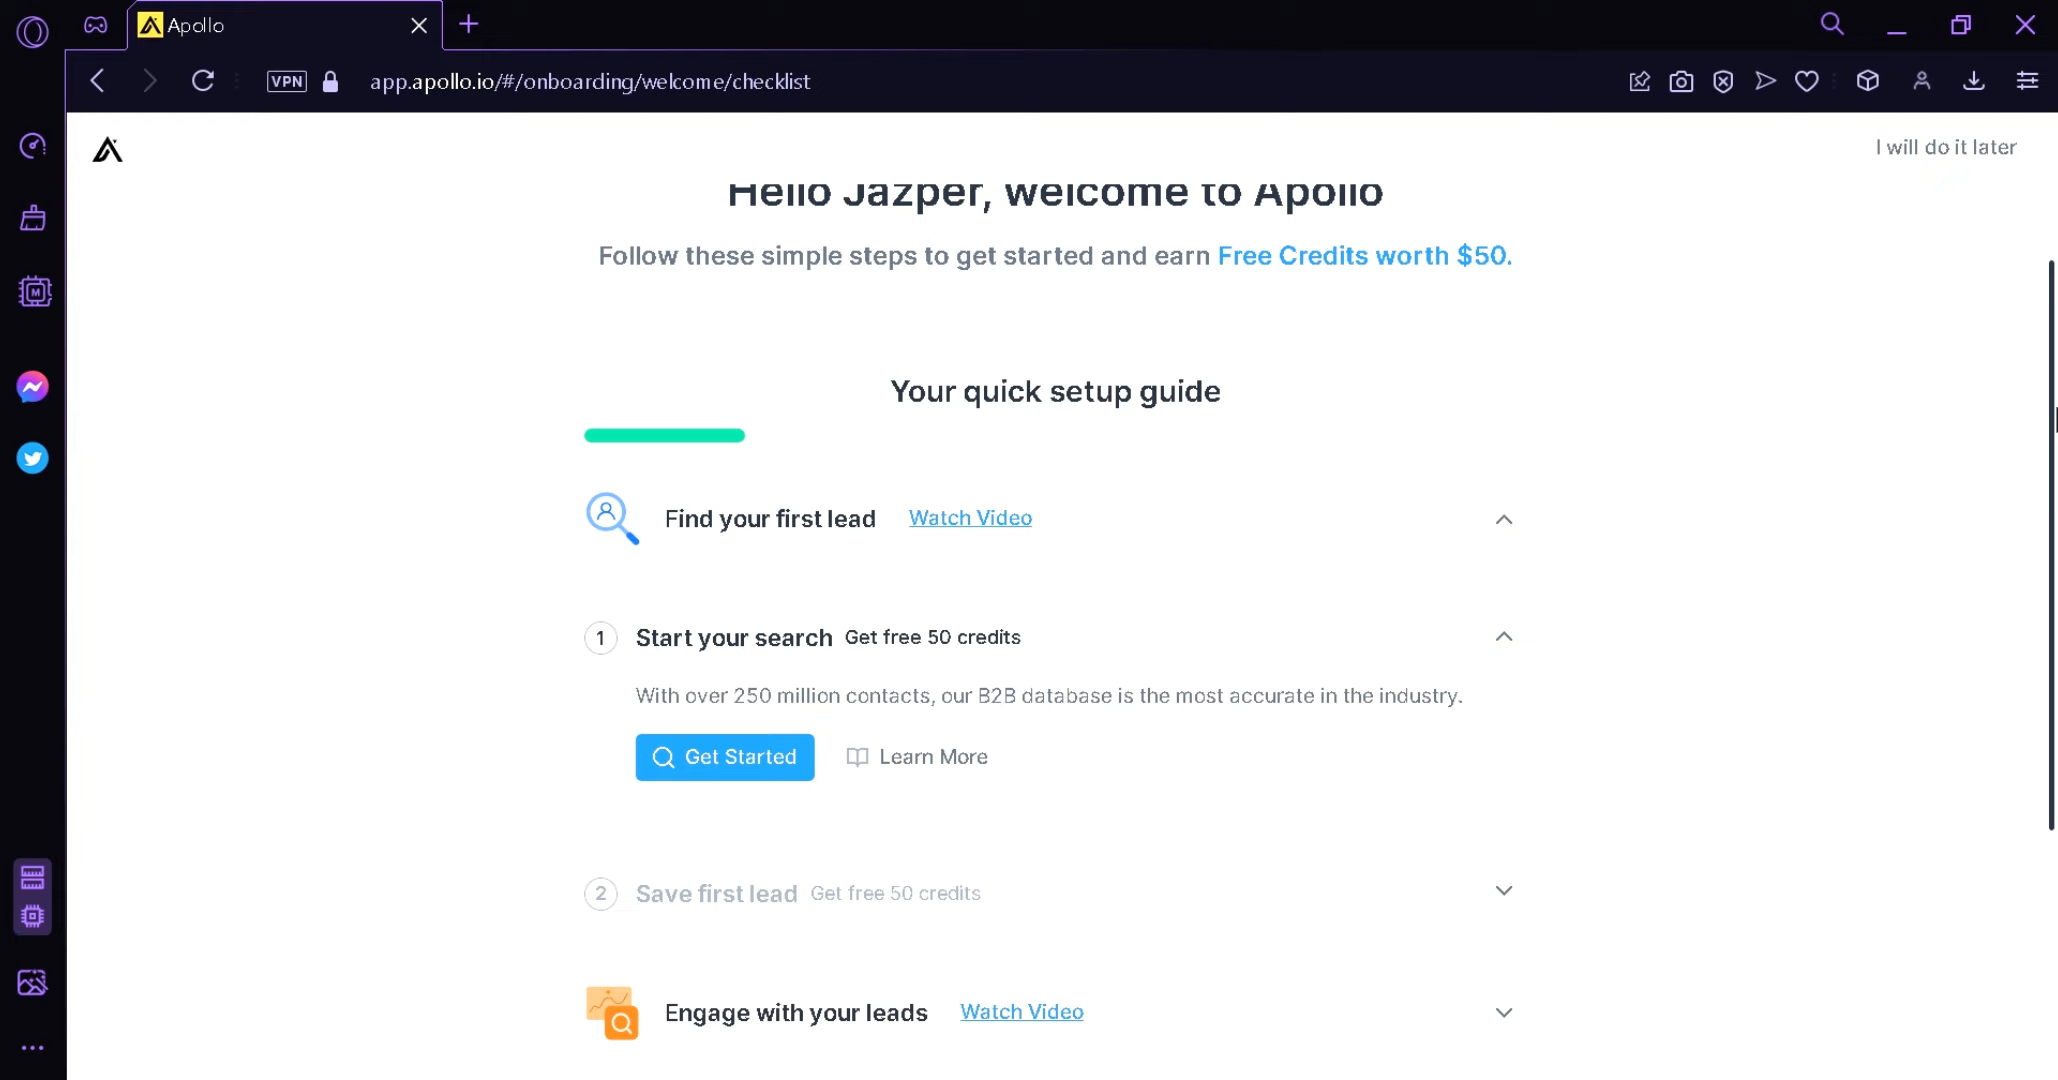 Apollo
VPN
app.apollo.io/#/onboarding/welcome/checklist
M
I will do it later
Hello Jazper, welcome to Apollo
Follow these simple steps to get started and earn Free Credits worth $50.
Your quick setup guide
Find your first lead Watch Video
1 Start your search Get free 50 credits
With over 250 million contacts, our B2B database is the most accurate in the industry.
Get Started Learn More
2 Save first lead Get free 50 credits
Engage with your leads Watch Video